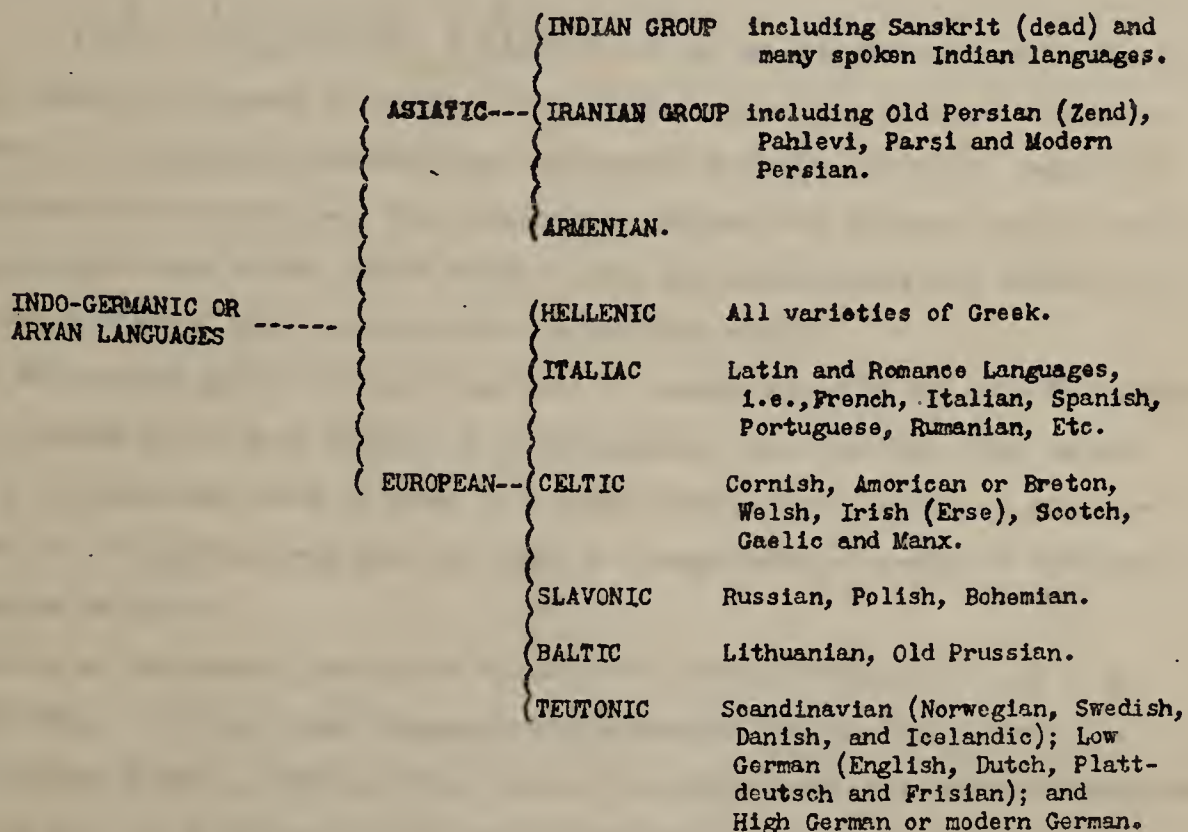 INDIAN GROUP including Sanskrit (dead) and
many spoken Indian languages.
ASIATIC--- IRANIAN GROUP including Old Persian (Zend),
Pahlevi, Parsi and Modern
Persian.
ARMENIAN.
INDO-GERMANIC OR
ARYAN LANGUAGES ------
HELLENIC All varieties of Greek.
ITALIAC Latin and Romance Languages,
i.e.,French, Italian, Spanish,
Portuguese, Rumanian, Etc.
EUROPEAN-- CELTIC Cornish, Amorican or Breton,
Welsh, Irish (Erse), Scotch,
Gaelic and Manx.
SLAVONIC Russian, Polish, Bohemian.
BALTIC Lithuanian, Old Prussian.
TEUTONIC Scandinavian (Norwegian, Swedish,
Danish, and Icelandic); Low
German (English, Dutch, Platt-
deutsch and Frisian); and
High German or modern German.